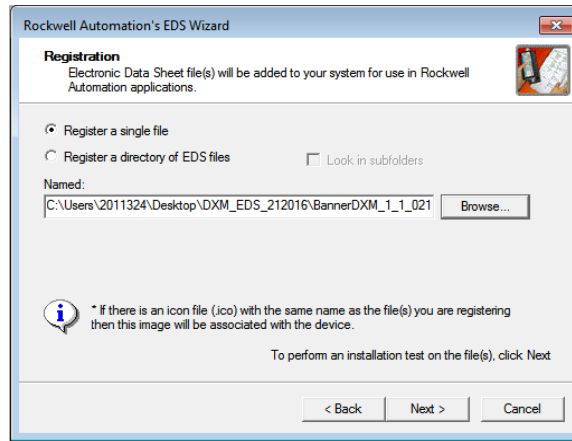 Rockwell Automation's EDS Wizard
Registration
Electronic Data Sheet file(s) will be added to your system for use in Rockwell
Automation applications.
Register a single file
Register a directory of EDS files
Look in subfolders
Named:
C:\Users\2011324\Desktop\DXM_EDS_212016\BannerDXM_1_1_021
Browse...
* If there is an icon file (.ico) with the same name as the file(s) you are registering
then this image will be associated with the device.
To perform an installation test on the file(s), click Next
< Back
Next >
Cancel